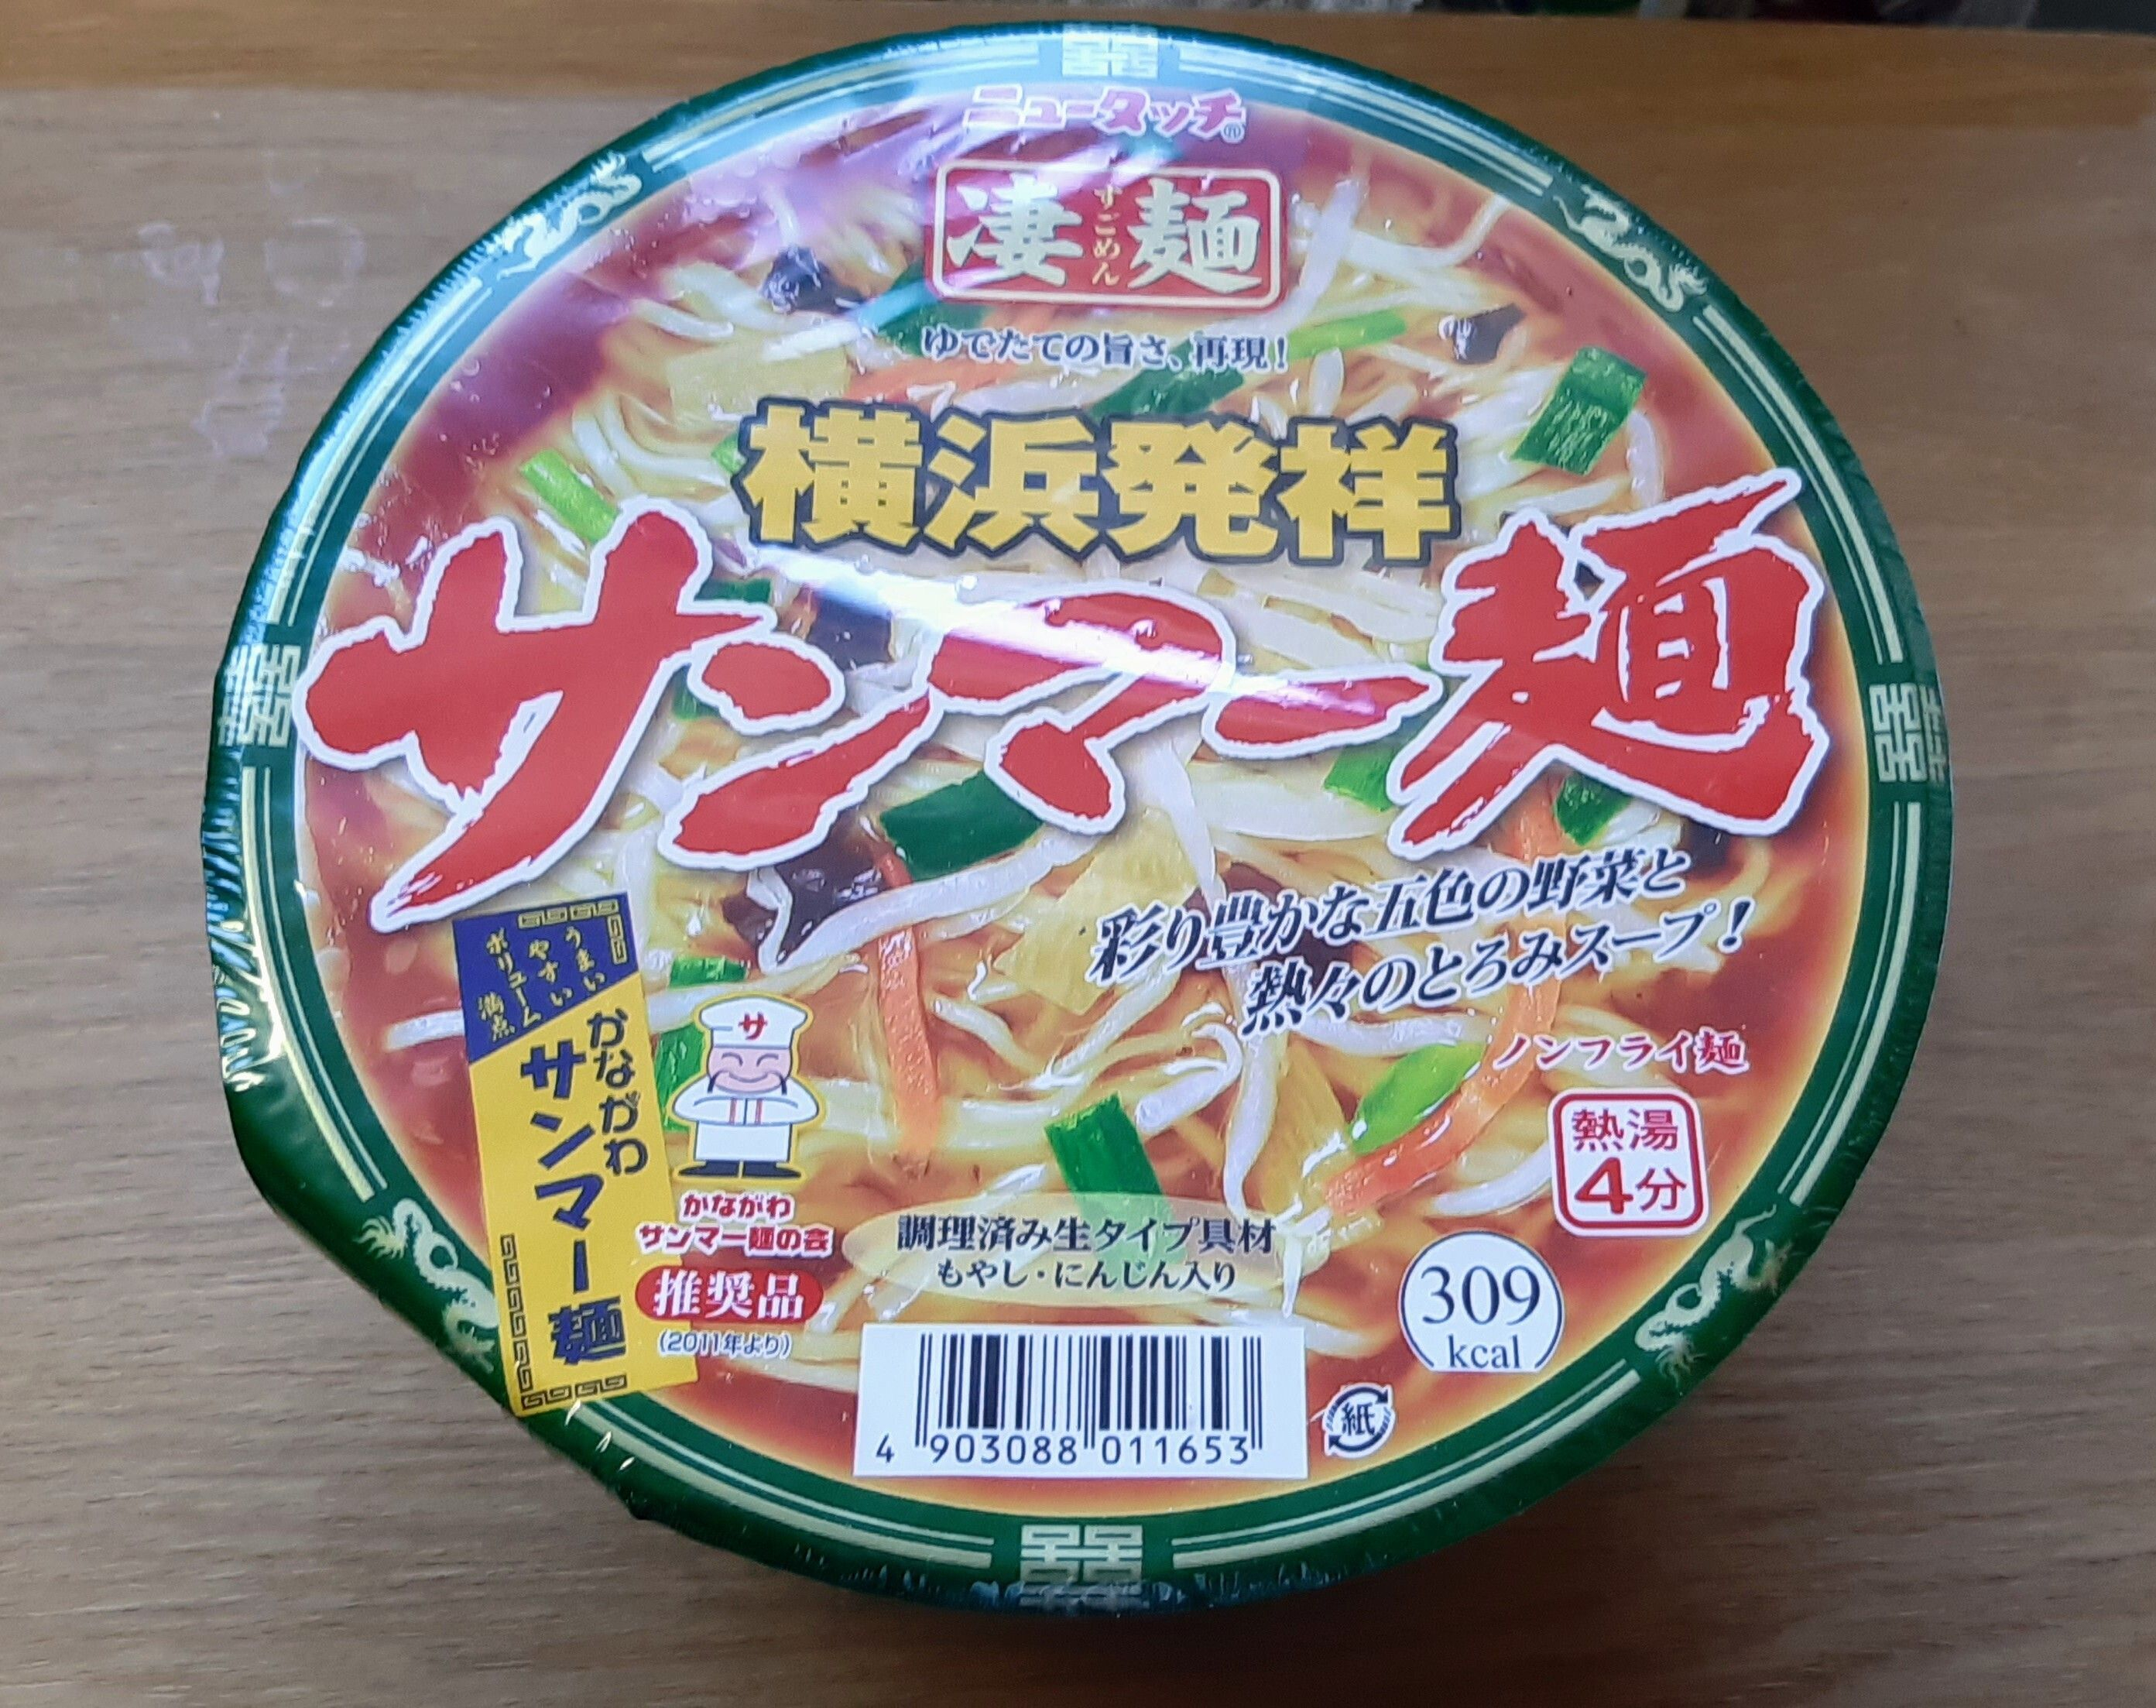 ニュータッチ®
凄麺
すごめん
ゆでたての旨さ、再現!
横浜発祥
サンマー麺
彩り豊かな五色の野菜と
熱々のとろみスープ!
ノンフライ麺
熱湯
4分
309
kcal
うまい
やすい
ボリューム
満点
かながわ
サンマー麺
サ
かながわ
サンマー麺の会
推奨品
(2011年より)
調理済み生タイプ具材
もやし・にんじん入り
4 903088 011653
紙